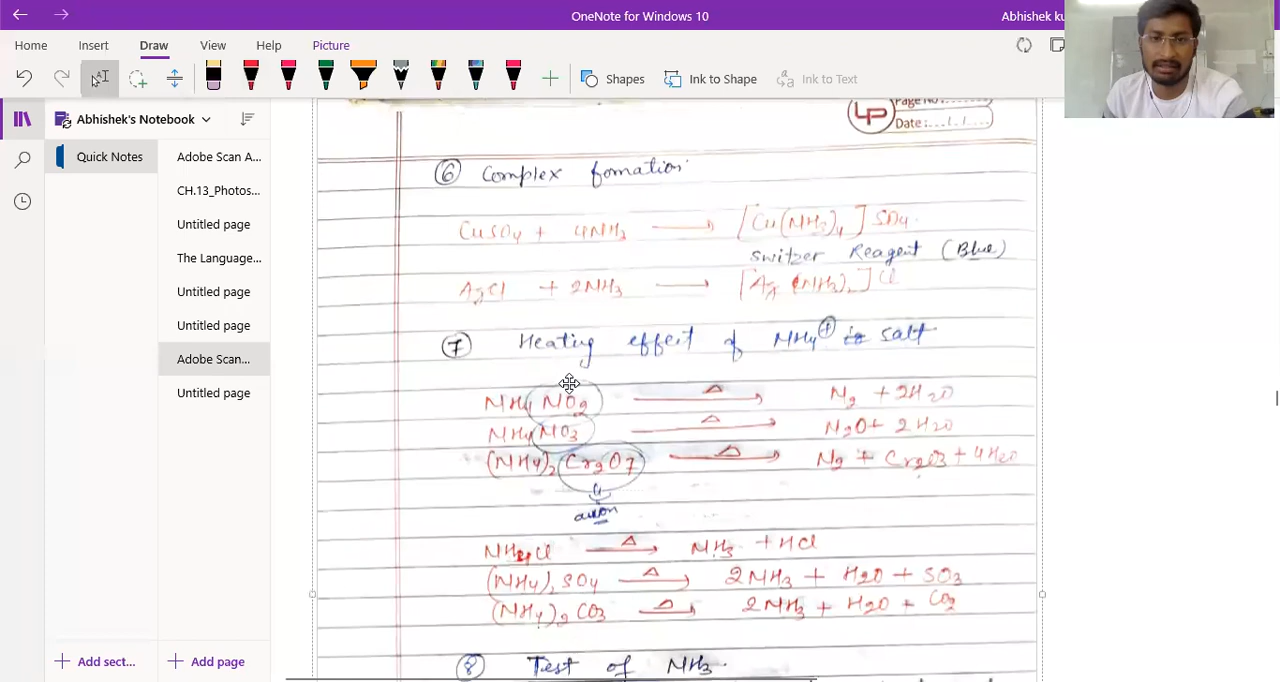 OneNote for Windows 10
Abhishek ku
Home Insert Draw View Help Picture
Shapes Ink to Shape Ink to Text
Abhishek's Notebook
Quick Notes
Adobe Scan A...
CH.13_Photos...
Untitled page
The Language...
Untitled page
Untitled page
Adobe Scan...
Untitled page
Add sect...
Add page
LP
Page No
Date:
⑥ Complex fomation
CuSO4 + 4NH3 → [Cu(NH3)4]SO4
Switzer Reagent (Blue)
AgCl + 2NH3 → [Ag(NH3)2]Cl
⑦ Heating effect of NH4⊕ salt
NH4NO2 Δ→ N2 + 2H2O
NH4NO3 Δ→ N2O + 2H2O
(NH4)2Cr2O7 Δ→ N2 + Cr2O3 + 4H2O
anion
NH4Cl Δ→ NH3 + HCl
(NH4)2SO4 Δ→ 2NH3 + H2O + SO3
(NH4)2CO3 Δ→ 2NH3 + H2O + CO2
⑧ Test of NH3.